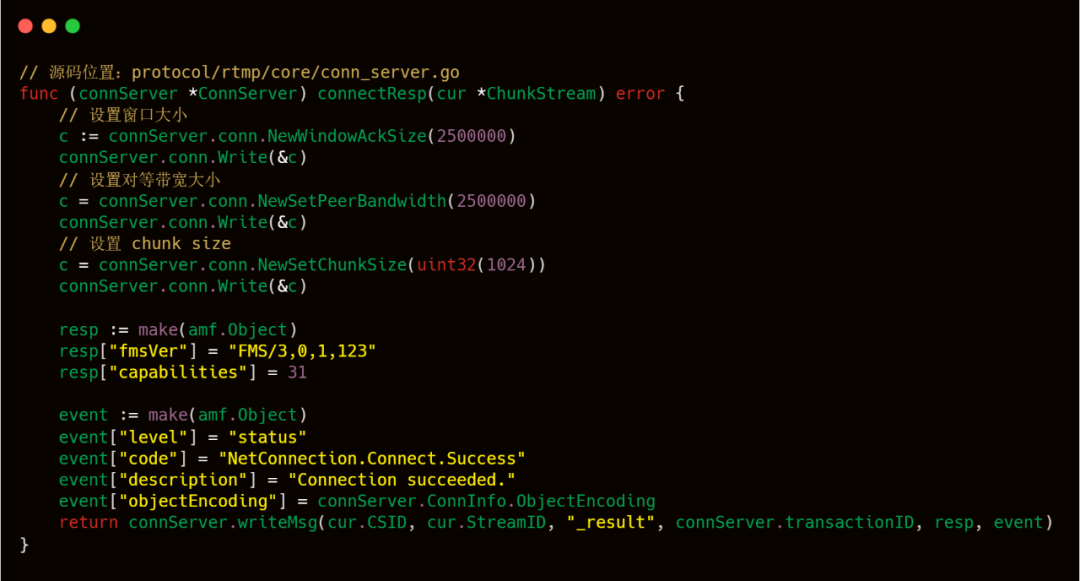 // 源码位置：protocol/rtmp/core/conn_server.go
func (connServer *ConnServer) connectResp(cur *ChunkStream) error {
    // 设置窗口大小
    c := connServer.conn.NewWindowAckSize(2500000)
    connServer.conn.Write(&c)
    // 设置对等带宽大小
    c = connServer.conn.NewSetPeerBandwidth(2500000)
    connServer.conn.Write(&c)
    // 设置 chunk size
    c = connServer.conn.NewSetChunkSize(uint32(1024))
    connServer.conn.Write(&c)

    resp := make(amf.Object)
    resp["fmsVer"] = "FMS/3,0,1,123"
    resp["capabilities"] = 31

    event := make(amf.Object)
    event["level"] = "status"
    event["code"] = "NetConnection.Connect.Success"
    event["description"] = "Connection succeeded."
    event["objectEncoding"] = connServer.ConnInfo.ObjectEncoding
    return connServer.writeMsg(cur.CSID, cur.StreamID, "_result", connServer.transactionID, resp, event)
}